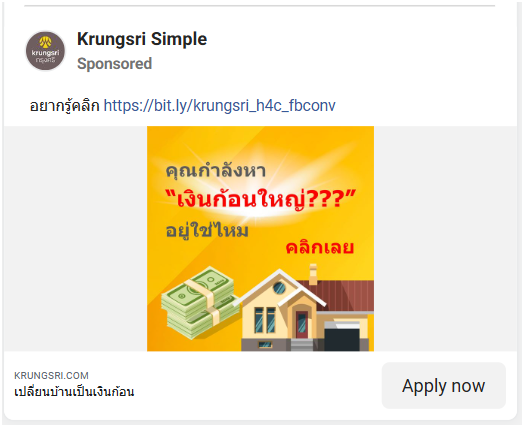 krungsri
กรุงศรี
Krungsri Simple
Sponsored
อยากรู้คลิก https://bit.ly/krungsri_h4c_fbconv
คุณกำลังหา
“เงินก้อนใหญ่???”
อยู่ใช่ไหม
คลิกเลย
KRUNGSRI.COM
เปลี่ยนบ้านเป็นเงินก้อน
Apply now